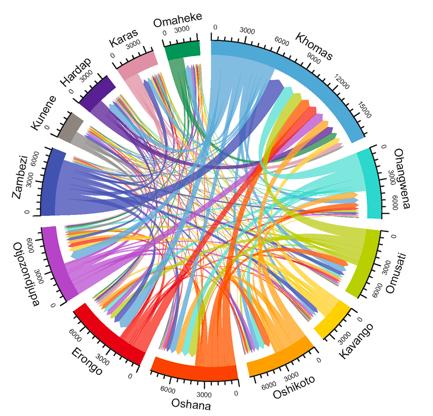 Omaheke
0 3000
Khomas
0 3000 6000 9000 12000 15000
Ohangwena
0 3000 6000
Omusati
0 3000 6000
Kavango
0
Oshikoto
0 3000 6000
Oshana
0 3000 6000
Erongo
0 3000 6000
Otjozondjupa
0 3000 6000
Zambezi
0 3000 6000
Kunene
0
Hardap
0 3000
Karas
0 3000